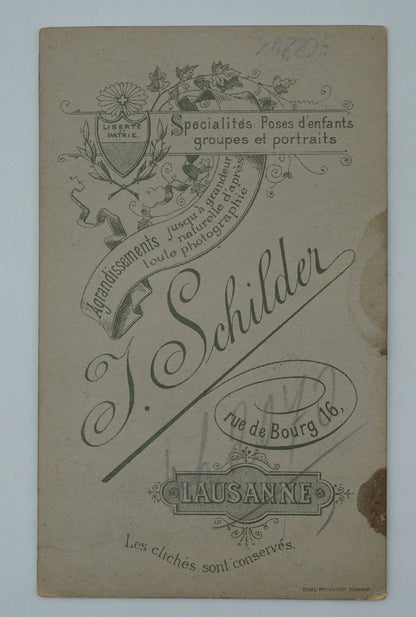 LIBERTÉ
ET
PATRIE.
Specialités: Poses d'enfants
groupes et portraits
Agrandissements jusqu'à grandeur
naturelle d'après
toute photographie
J. Schilder
rue de Bourg 16,
LAUSANNE
Les clichés sont conservés.